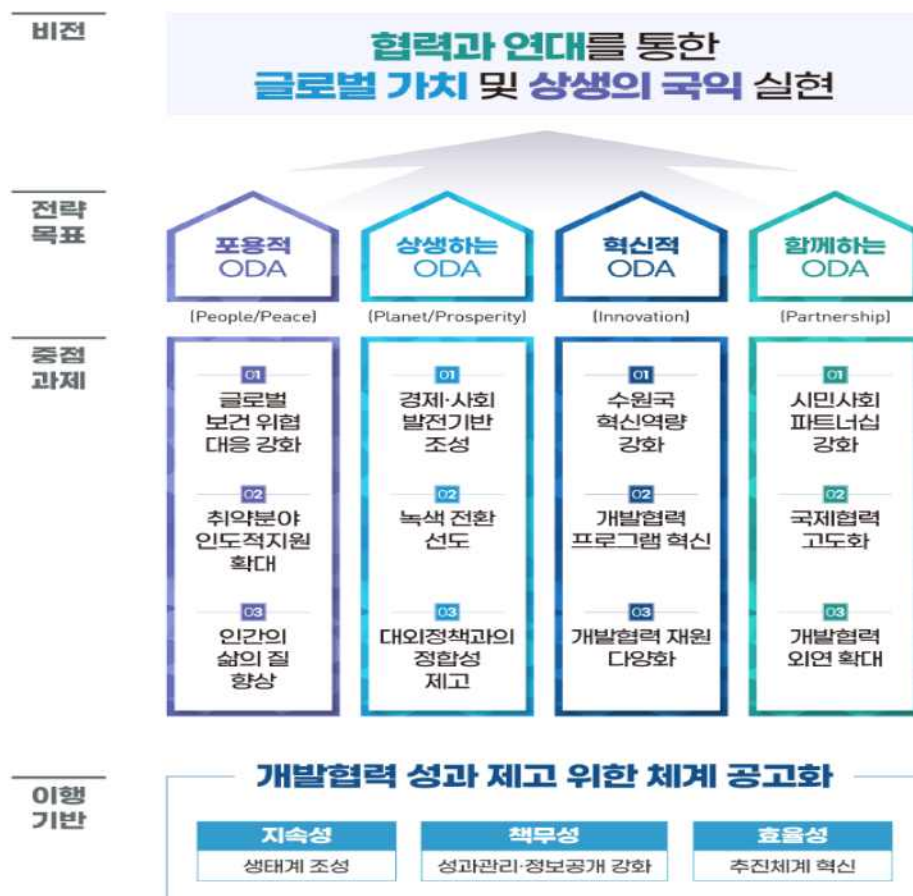 비전
협력과 연대를 통한
글로벌 가치 및 상생의 국익 실현
전략
목표
포용적
ODA
(People/Peace)
상생하는
ODA
(Planet/Prosperity)
혁신적
ODA
(Innovation)
함께하는
ODA
(Partnership)
중점
과제
01
글로벌
보건 위협
대응 강화
02
취약분야
인도적지원
확대
03
인간의
삶의 질
향상
01
경제·사회
발전기반
조성
02
녹색 전환
선도
03
대외정책과의
정합성
제고
01
수원국
혁신역량
강화
02
개발협력
프로그램 혁신
03
개발협력 재원
다양화
01
시민사회
파트너십
강화
02
국제협력
고도화
03
개발협력
외연 확대
이행
기반
개발협력 성과 제고 위한 체계 공고화
지속성
생태계 조성
책무성
성과관리·정보공개 강화
효율성
추진체계 혁신